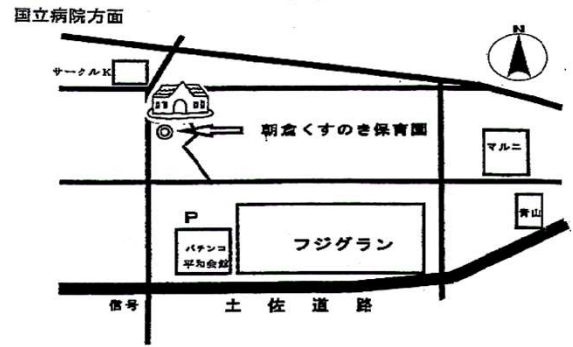 国立病院方面
N
サークルK
朝倉くすのき保育園
マルニ
青山
P
パチンコ
平和会館
フジグラン
信号
土佐道路